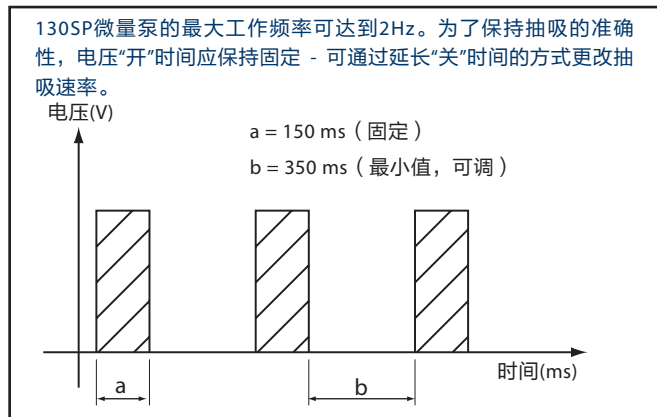 130SP微量泵的最大工作频率可达到2Hz。为了保持抽吸的准确
性，电压“开”时间应保持固定 - 可通过延长“关”时间的方式更改抽
吸速率。
电压(V)
a = 150 ms（固定）
b = 350 ms（最小值，可调）
时间(ms)
a
b